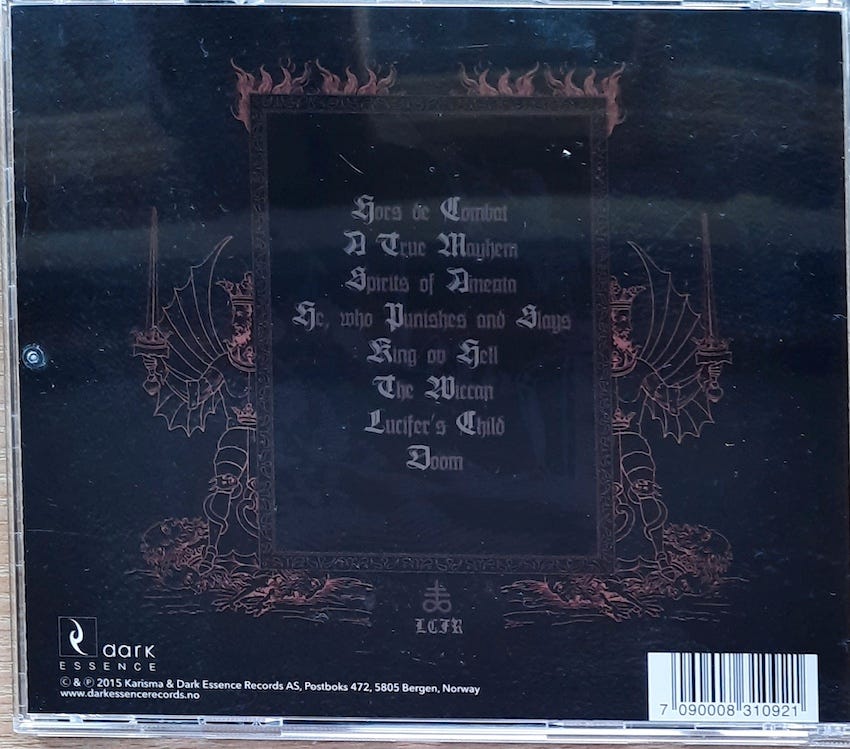 Hors de Combat
A True Mayhem
Spirits of Amenta
He, who Punishes and Slays
King ov Hell
The Wiccan
Lucifer's Child
Doom
LCFR
dark
ESSENCE
© & ℗ 2015 Karisma & Dark Essence Records AS, Postboks 472, 5805 Bergen, Norway
www.darkessencerecords.no
7 090008 310921